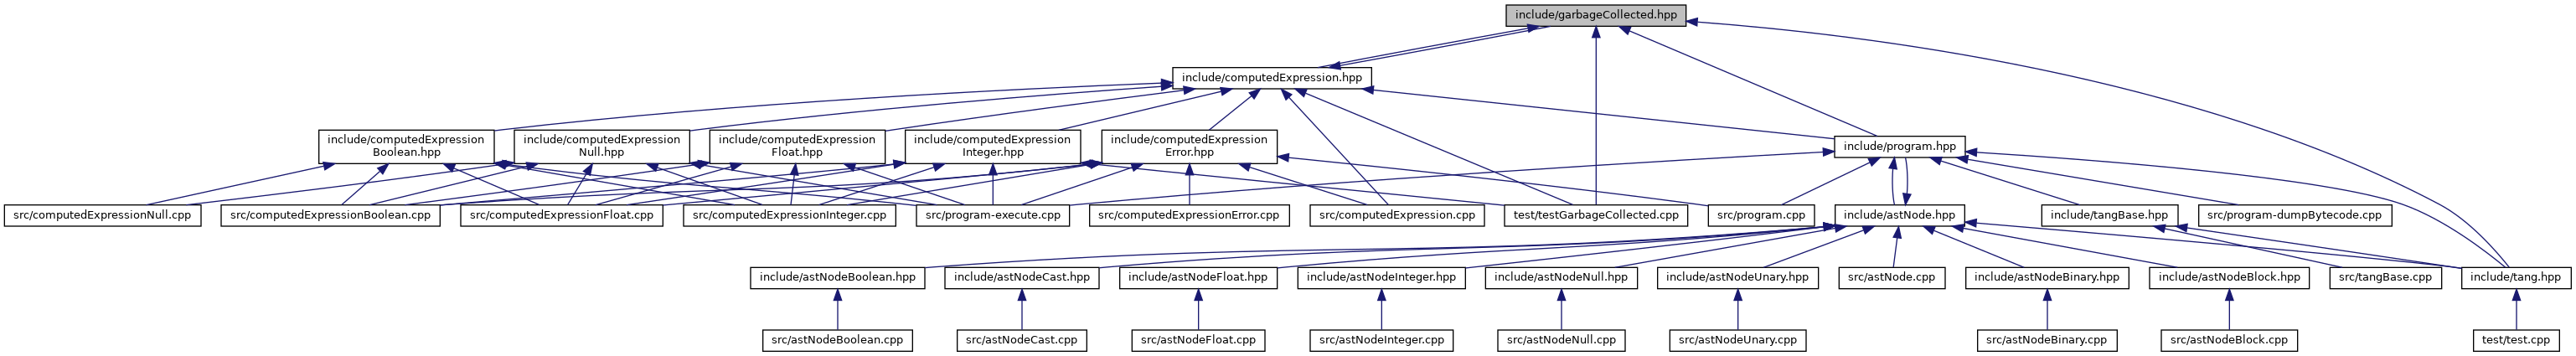 include/garbageCollected.hpp
include/computedExpression.hpp
include/computedExpression
Boolean.hpp
include/computedExpression
Null.hpp
include/computedExpression
Float.hpp
include/computedExpression
Integer.hpp
include/computedExpression
Error.hpp
include/program.hpp
src/computedExpressionNull.cpp
src/computedExpressionBoolean.cpp
src/computedExpressionFloat.cpp
src/computedExpressionInteger.cpp
src/program-execute.cpp
src/computedExpressionError.cpp
src/computedExpression.cpp
test/testGarbageCollected.cpp
src/program.cpp
include/astNode.hpp
include/tangBase.hpp
src/program-dumpBytecode.cpp
include/astNodeBoolean.hpp
include/astNodeCast.hpp
include/astNodeFloat.hpp
include/astNodeInteger.hpp
include/astNodeNull.hpp
include/astNodeUnary.hpp
src/astNode.cpp
include/astNodeBinary.hpp
include/astNodeBlock.hpp
src/tangBase.cpp
include/tang.hpp
src/astNodeBoolean.cpp
src/astNodeCast.cpp
src/astNodeFloat.cpp
src/astNodeInteger.cpp
src/astNodeNull.cpp
src/astNodeUnary.cpp
src/astNodeBinary.cpp
src/astNodeBlock.cpp
test/test.cpp